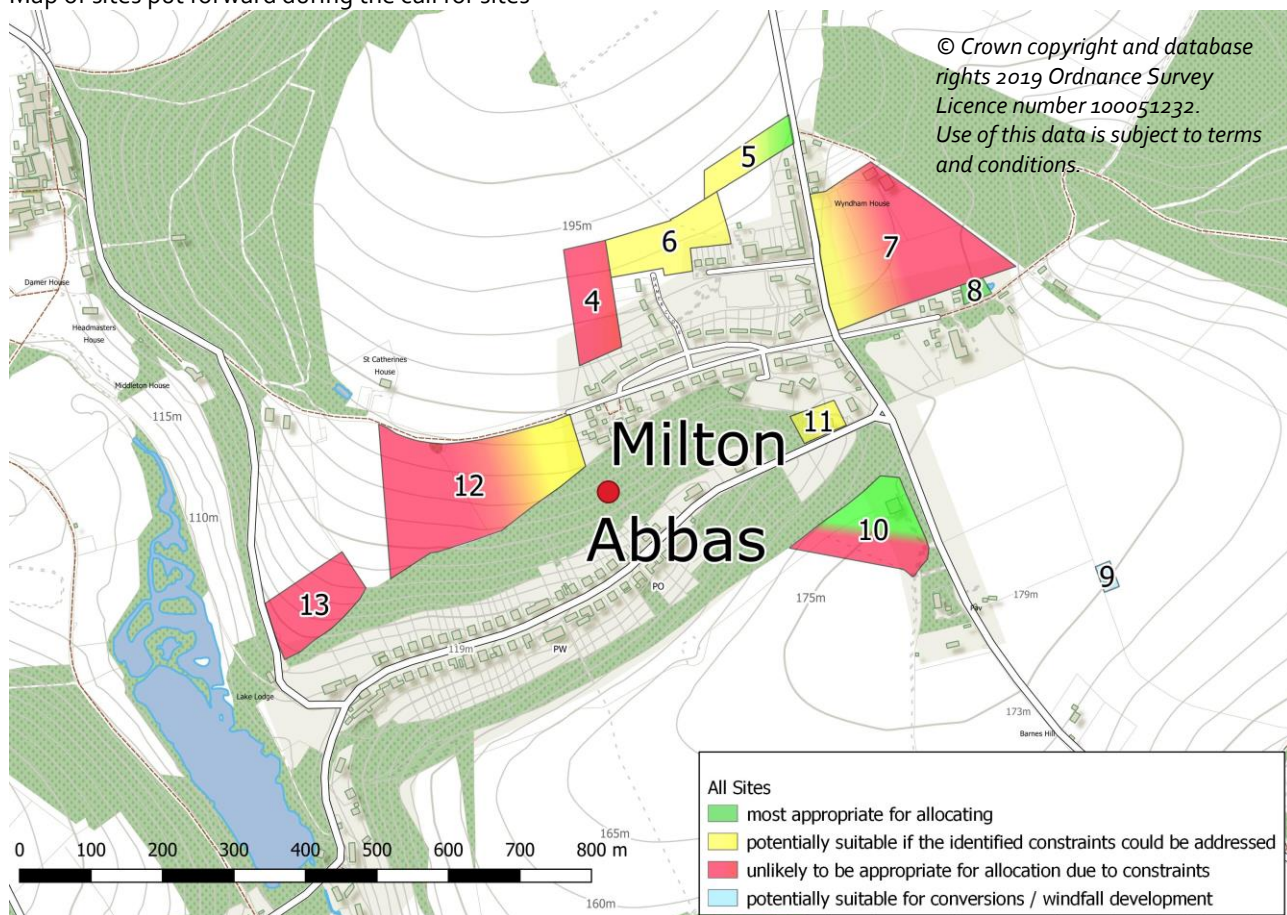 Map of sites put forward during the call for sites
© Crown copyright and database
rights 2019 Ordnance Survey
Licence number 100051232.
Use of this data is subject to terms
and conditions.
5
Wyndham House
195m
6
7
4
8
Damer House
Headmasters
House
St Catherines
House
Middleton House
115m
11
Milton
12
110m
Abbas
10
9
13
PO
175m
179m
Pav
119m
PW
Lake Lodge
173m
Barnes Hill
All Sites
most appropriate for allocating
potentially suitable if the identified constraints could be addressed
unlikely to be appropriate for allocation due to constraints
potentially suitable for conversions / windfall development
165m
0 100 200 300 400 500 600 700 800 m
160m